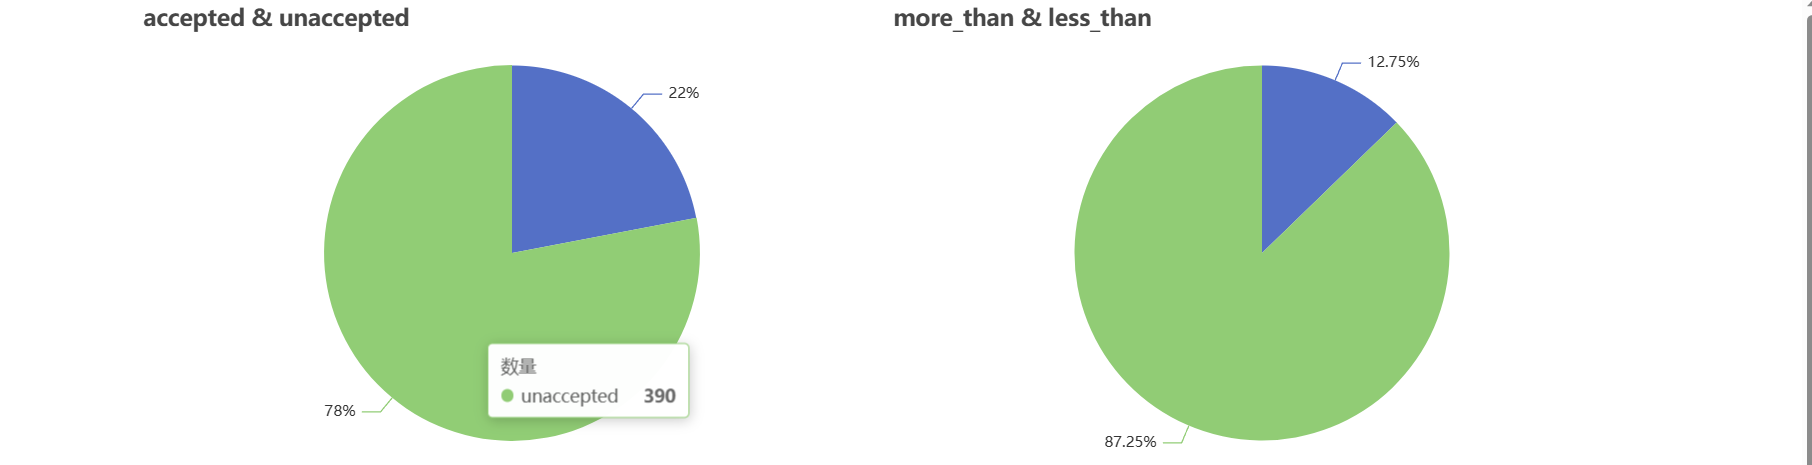 accepted & unaccepted
22%
78%
数量
unaccepted 390
more_than & less_than
12.75%
87.25%